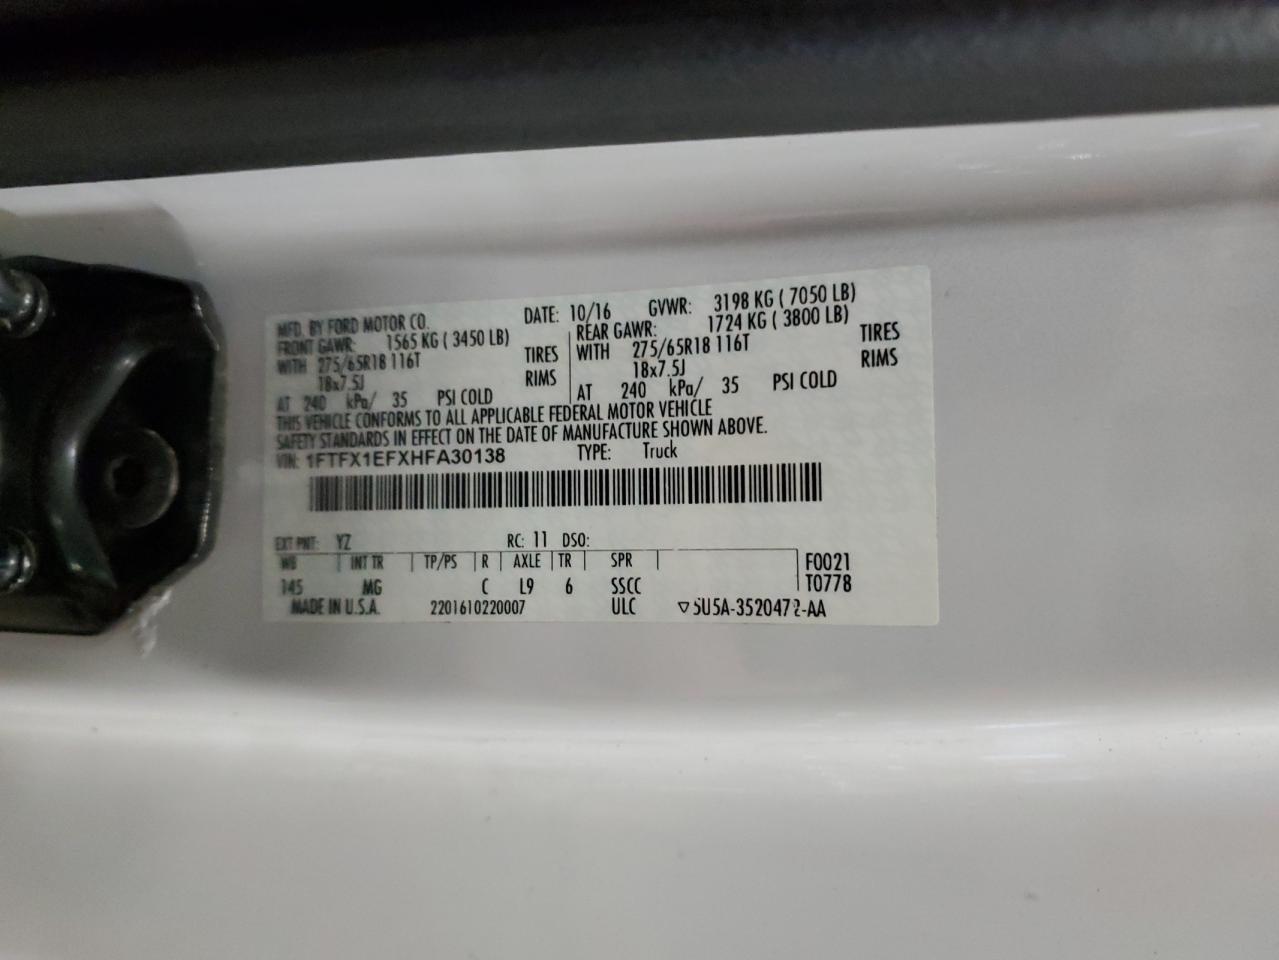 MFD. BY FORD MOTOR CO. DATE: 10/16 GVWR: 3198 KG ( 7050 LB)
FRONT GAWR: 1565 KG ( 3450 LB) REAR GAWR: 1724 KG ( 3800 LB)
WITH 275/65R18 116T TIRES WITH 275/65R18 116T TIRES
18x7.5J RIMS 18x7.5J RIMS
AT 240 kPa/ 35 PSI COLD AT 240 kPa/ 35 PSI COLD
THIS VEHICLE CONFORMS TO ALL APPLICABLE FEDERAL MOTOR VEHICLE
SAFETY STANDARDS IN EFFECT ON THE DATE OF MANUFACTURE SHOWN ABOVE.
VIN: 1FTFX1EFXHFA30138 TYPE: Truck
EXT PNT: YZ RC: 11 DSO:
WB INT TR TP/PS R AXLE TR SPR F0021
145 MG C L9 6 SSCC T0778
MADE IN U.S.A. 2201610220007 ULC ▽5U5A-3520472-AA